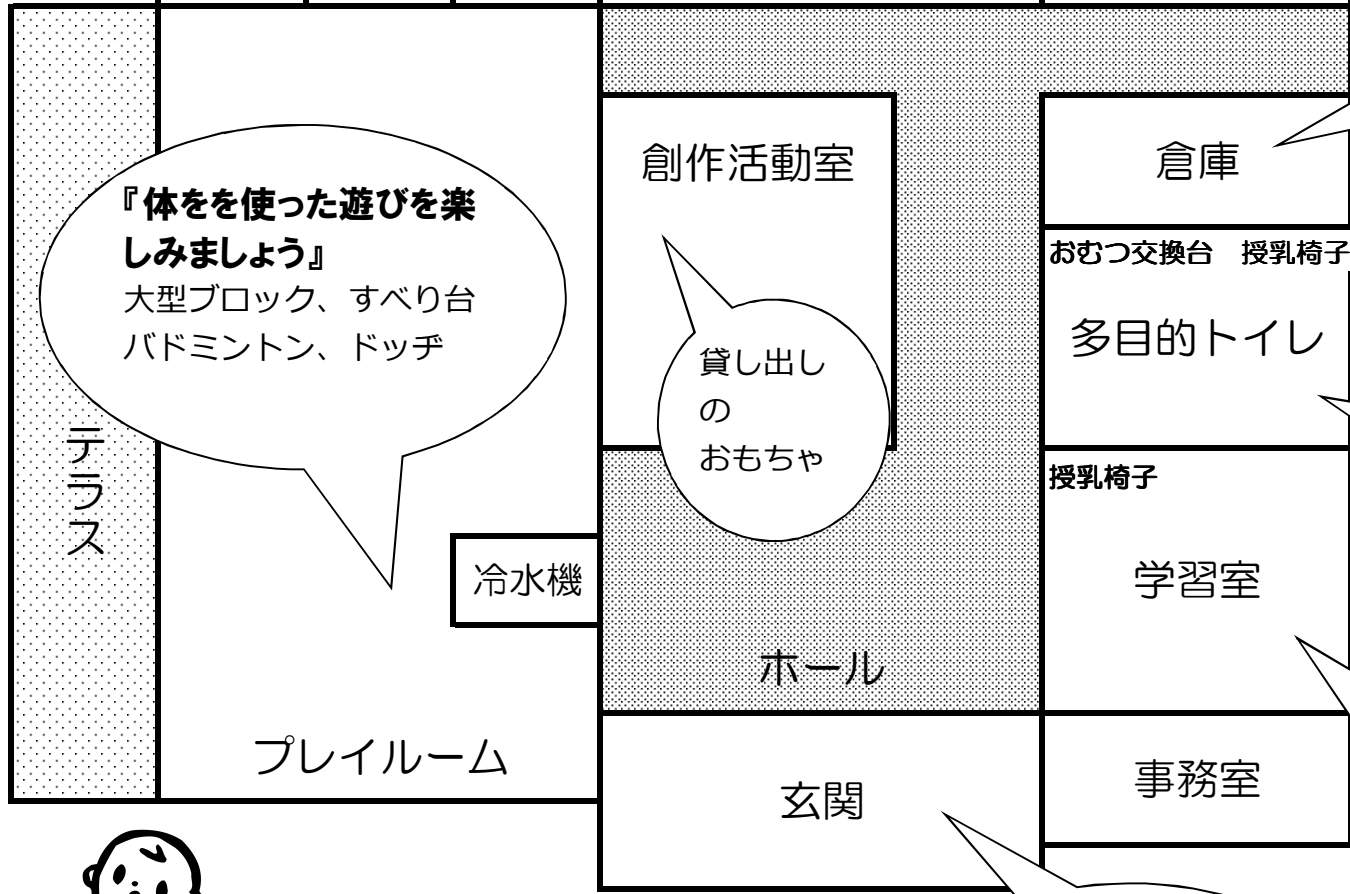 『体をを使った遊びを楽
しみましょう』
大型ブロック、すべり台
バドミントン、ドッヂ
テラス
冷水機
プレイルーム
創作活動室
貸し出し
の
おもちゃ
ホール
玄関
倉庫
おむつ交換台　授乳椅子
多目的トイレ
授乳椅子
学習室
事務室